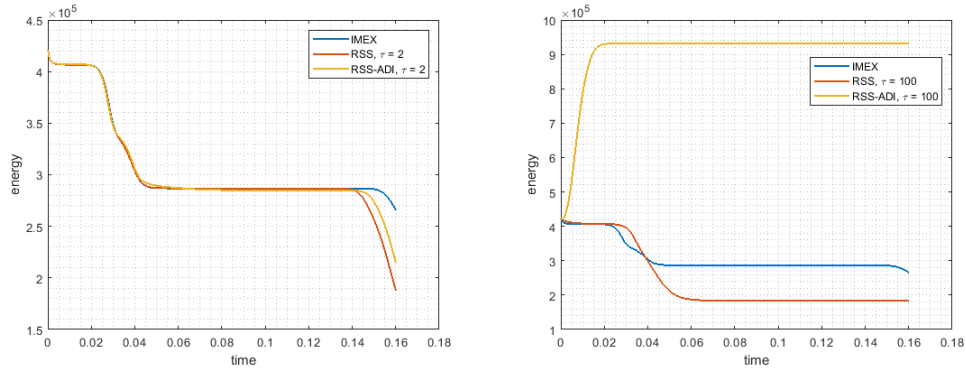 ×10⁵
4.5
4
3.5
3
2.5
2
1.5
energy
0 0.02 0.04 0.06 0.08 0.1 0.12 0.14 0.16 0.18
time
IMEX
RSS, τ = 2
RSS-ADI, τ = 2
×10⁵
10
9
8
7
6
5
4
3
2
1
energy
0 0.02 0.04 0.06 0.08 0.1 0.12 0.14 0.16 0.18
time
IMEX
RSS, τ = 100
RSS-ADI, τ = 100